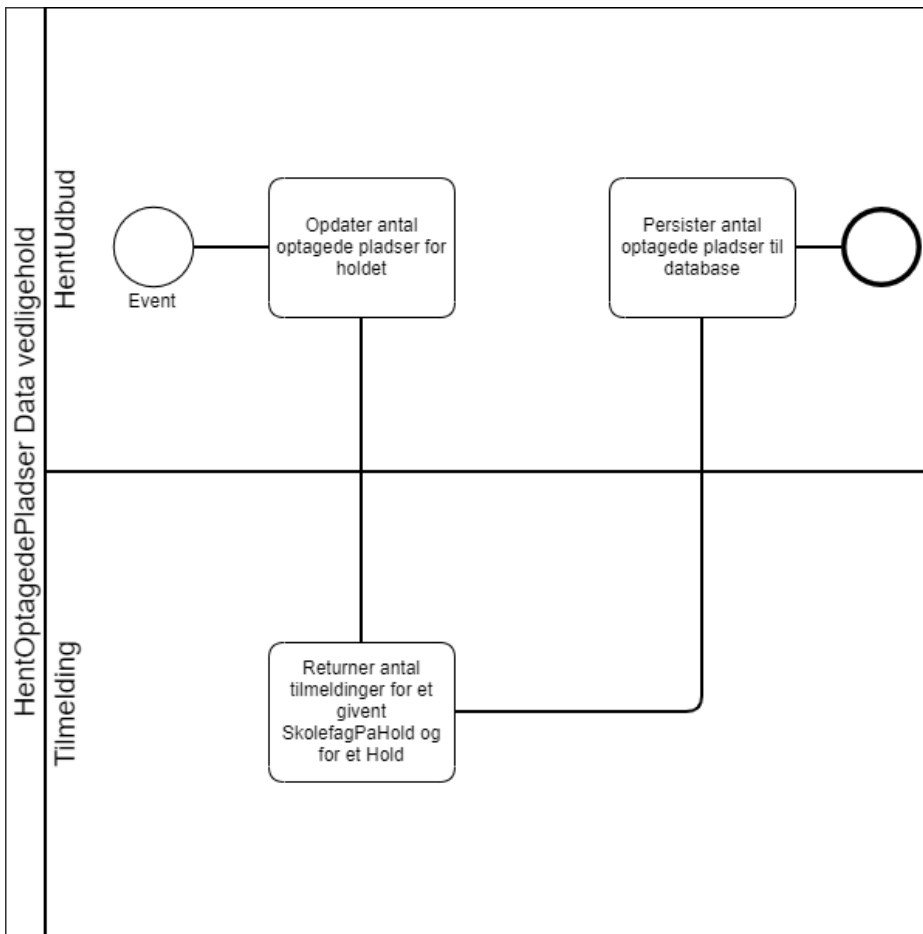 HentOptagedePladser Data vedligehold
HentUdbud
Event
Opdater antal
optagede pladser for
holdet
Persister antal
optagede pladser til
database
Tilmelding
Returner antal
tilmeldinger for et
givent
SkolefagPaHold og
for et Hold